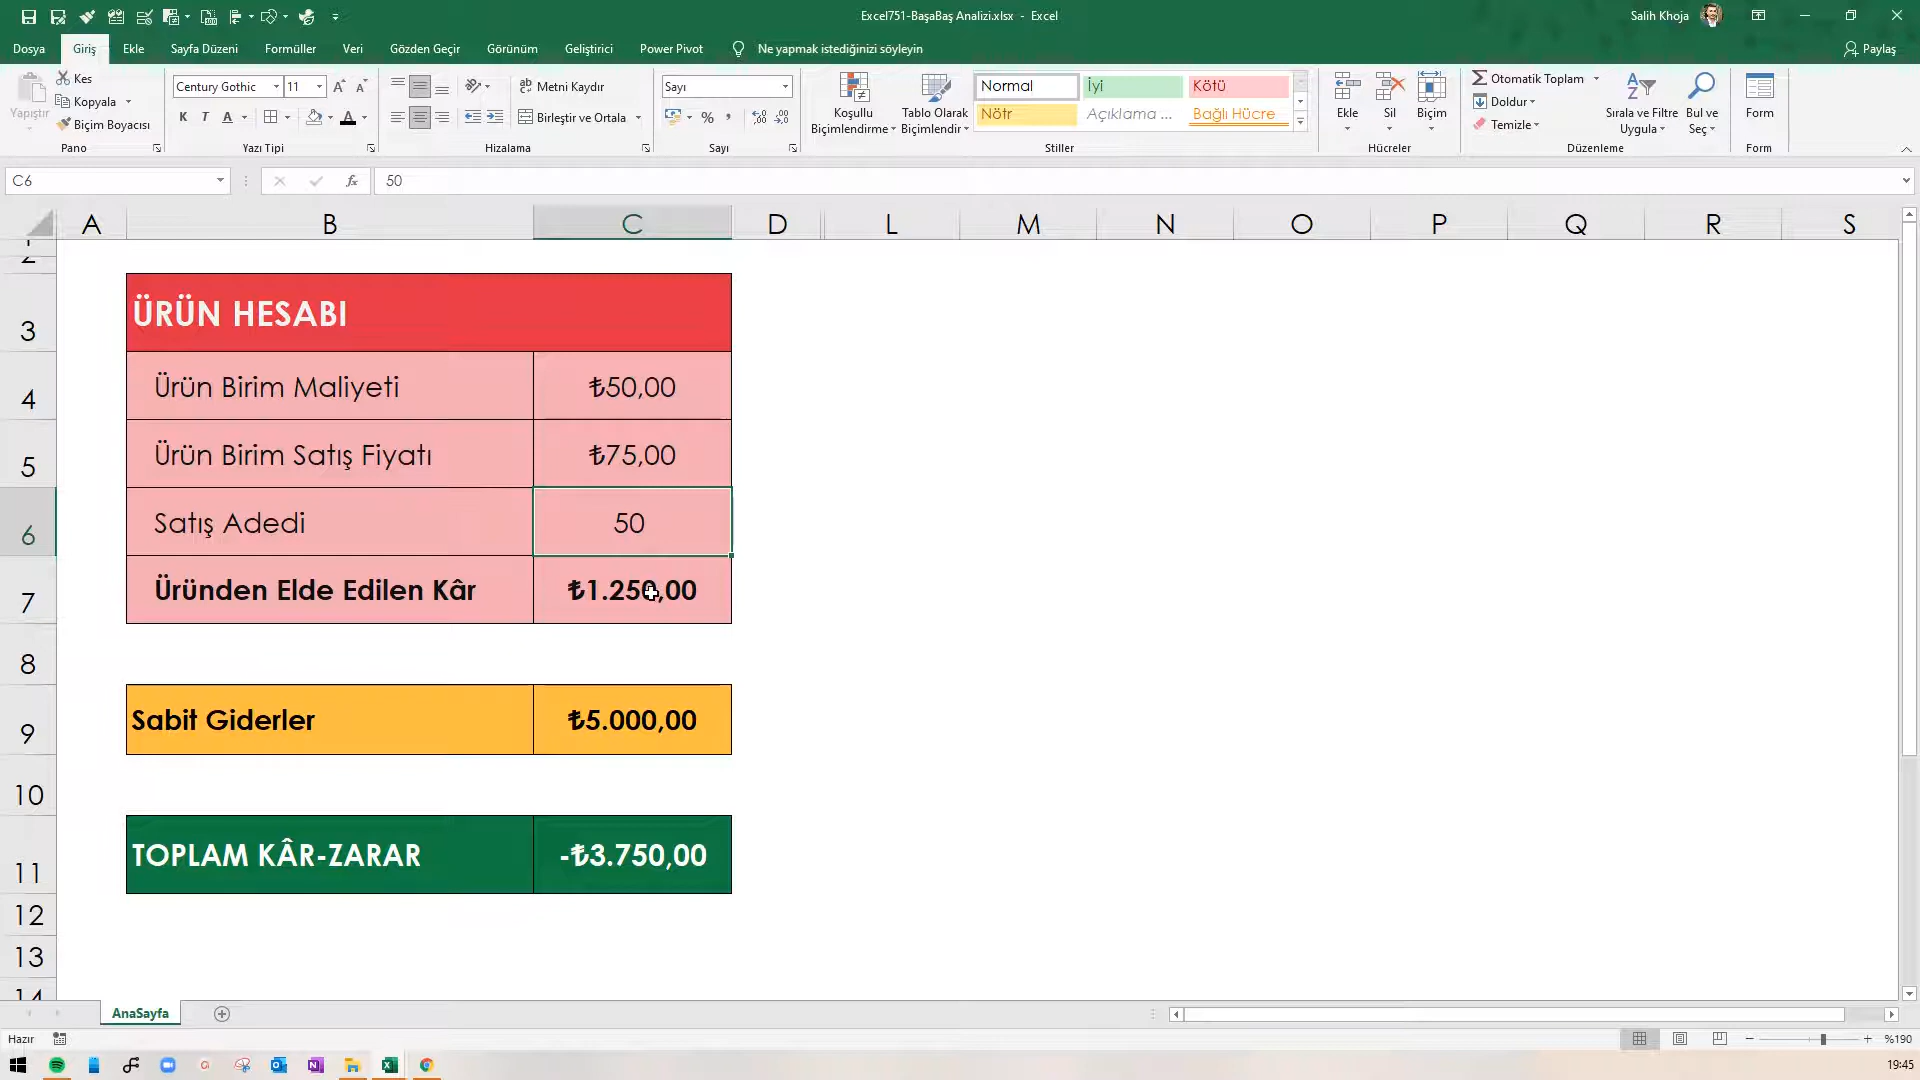 Excel751-BaşaBaş Analizi.xlsx - Excel
Salih Khoja
Dosya Giriş Ekle Sayfa Düzeni Formüller Veri Gözden Geçir Görünüm Geliştirici Power Pivot Ne yapmak istediğinizi söyleyin Paylaş
Yapıştır
Kes
Kopyala
Biçim Boyacısı
Pano
Century Gothic 11
K T A
Yazı Tipi
Metni Kaydır
Birleştir ve Ortala
Hizalama
Sayı
%
Sayı
Koşullu Biçimlendirme
Tablo Olarak Biçimlendir
Normal İyi Kötü
Nötr Açıklama ... Bağlı Hücre
Stiller
Ekle Sil Biçim
Hücreler
Otomatik Toplam
Doldur
Temizle
Sırala ve Filtre Uygula
Bul ve Seç
Düzenleme
Form
Form
C6 fx 50
A B C D L M N O P Q R S
1
2
3 ÜRÜN HESABI
4 Ürün Birim Maliyeti ₺50,00
5 Ürün Birim Satış Fiyatı ₺75,00
6 Satış Adedi 50
7 Üründen Elde Edilen Kâr ₺1.250,00
8
9 Sabit Giderler ₺5.000,00
10
11 TOPLAM KÂR-ZARAR -₺3.750,00
12
13
14
AnaSayfa
Hazır
%190
19:45